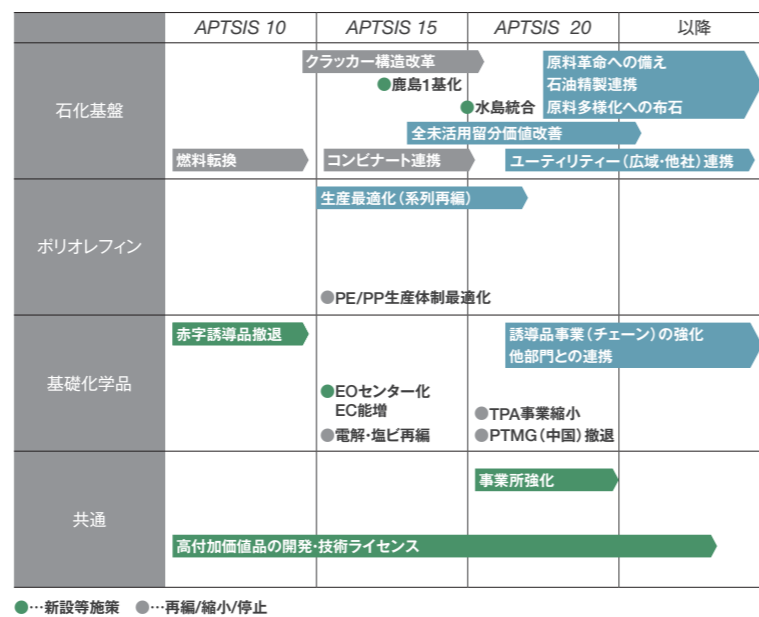 APTSIS 10
APTSIS 15
APTSIS 20
以降
石化基盤
クラッカー構造改革
●鹿島1基化
●水島統合
原料革命への備え
石油精製連携
原料多様化への布石
全未活用留分価値改善
燃料転換
コンビナート連携
ユーティリティー（広域・他社）連携
ポリオレフィン
生産最適化（系列再編）
●PE/PP生産体制最適化
基礎化学品
赤字誘導品撤退
誘導品事業（チェーン）の強化
他部門との連携
●EOセンター化
EC能増
●電解・塩ビ再編
●TPA事業縮小
●PTMG（中国）撤退
共通
事業所強化
高付加価値品の開発・技術ライセンス
●…新設等施策 ●…再編/縮小/停止